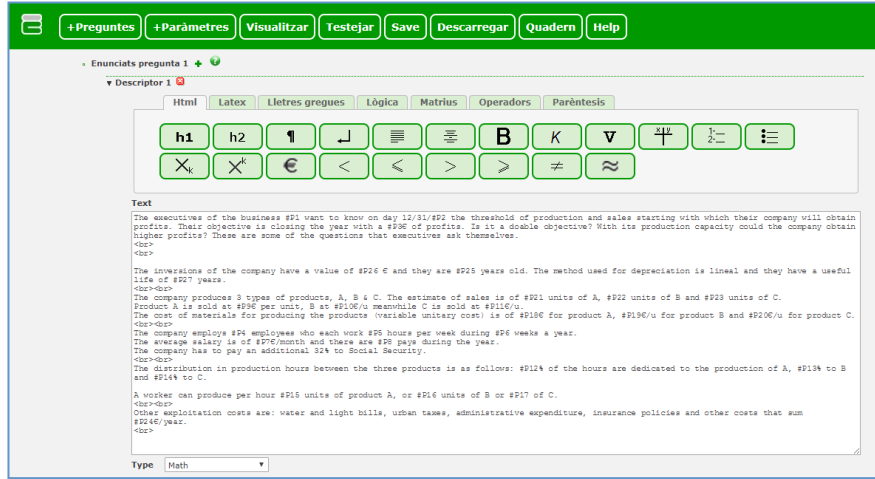 +Preguntes +Paràmetres Visualitzar Testejar Save Descarregar Quadern Help
Enunciats pregunta 1
Descriptor 1
Html Latex Lletres gregues Lògica Matrius Operadors Parèntesis
h1 h2 ¶ B K V x y 1- 2-
Xk Xk € < ⩽ > ⩾ ≠ ≈
Text
The executives of the business #P1 want to know on day 12/31/#P2 the threshold of production and sales starting with which their company will obtain
profits. Their objective is closing the year with a #P3€ of profits. Is it a doable objective? With its production capacity could the company obtain
higher profits? These are some of the questions that executives ask themselves.
<br>
<br>
The inversions of the company have a value of #P26 € and they are #P25 years old. The method used for depreciation is lineal and they have a useful
life of #P27 years.
<br><br>
The company produces 3 types of products, A, B & C. The estimate of sales is of #P21 units of A, #P22 units of B and #P23 units of C.
Product A is sold at #P9€ per unit, B at #P10€/u meanwhile C is sold at #P11€/u.
The cost of materials for producing the products (variable unitary cost) is of #P18€ for product A, #P19€/u for product B and #P20€/u for product C.
<br><br>
The company employs #P4 employees who each work #P5 hours per week during #P6 weeks a year.
The average salary is of #P7€/month and there are #P8 pays during the year.
The company has to pay an additional 32% to Social Security.
<br><br>
The distribution in production hours between the three products is as follows: #P12% of the hours are dedicated to the production of A, #P13% to B
and #P14% to C.
A worker can produce per hour #P15 units of product A, or #P16 units of B or #P17 of C.
<br><br>
Other exploitation costs are: water and light bills, urban taxes, administrative expenditure, insurance policies and other costs that sum
#P24€/year.
<br>
Type Math